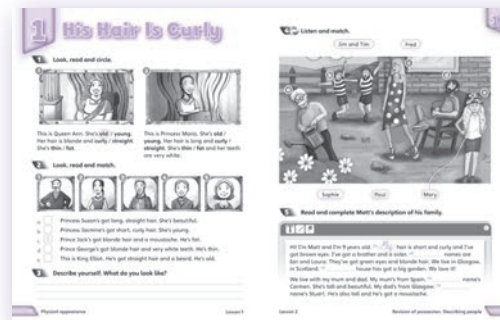 1 His Hair Is Curly
1 Look, read and circle.
This is Queen Ann. She's old /
young. Her hair is blonde and curly /
straight. She's thin / fat.
This is Princess Maria. She's old /
young. Her hair is long and curly /
straight. She's thin / fat and her teeth
are very white.
2 Look, read and match.
Princess Susan's got long, straight hair. She's beautiful.
Princess Jasmine's got short, curly hair. She's young.
Prince Jack's got blonde hair and a moustache. He's fat.
Prince George's got blonde hair and very white teeth. He's thin.
This is King Elliot. He's got straight hair and a beard. He's old.
3 Describe yourself. What do you look like?
Physical appearance
Lesson 1
Listen and match.
Jim and Tim
Fred
Sophie
Paul
Mary
Read and complete Matt's description of his family.
Hi! I'm Matt and I'm 9 years old.
hair is short and curly and I've
got brown eyes. I've got a brother and a sister.
names are
Ian and Laura. They've got green eyes and blonde hair. We live in Glasgow,
in Scotland.
house has got a big garden. We love it!
We live with my mum and dad. My mum's from Spain.
name's
Carmen. She's tall and beautiful. My dad's from Glasgow.
name's Stuart. He's also tall and he's got a moustache.
Lesson 2
Revision of possession. Describing people